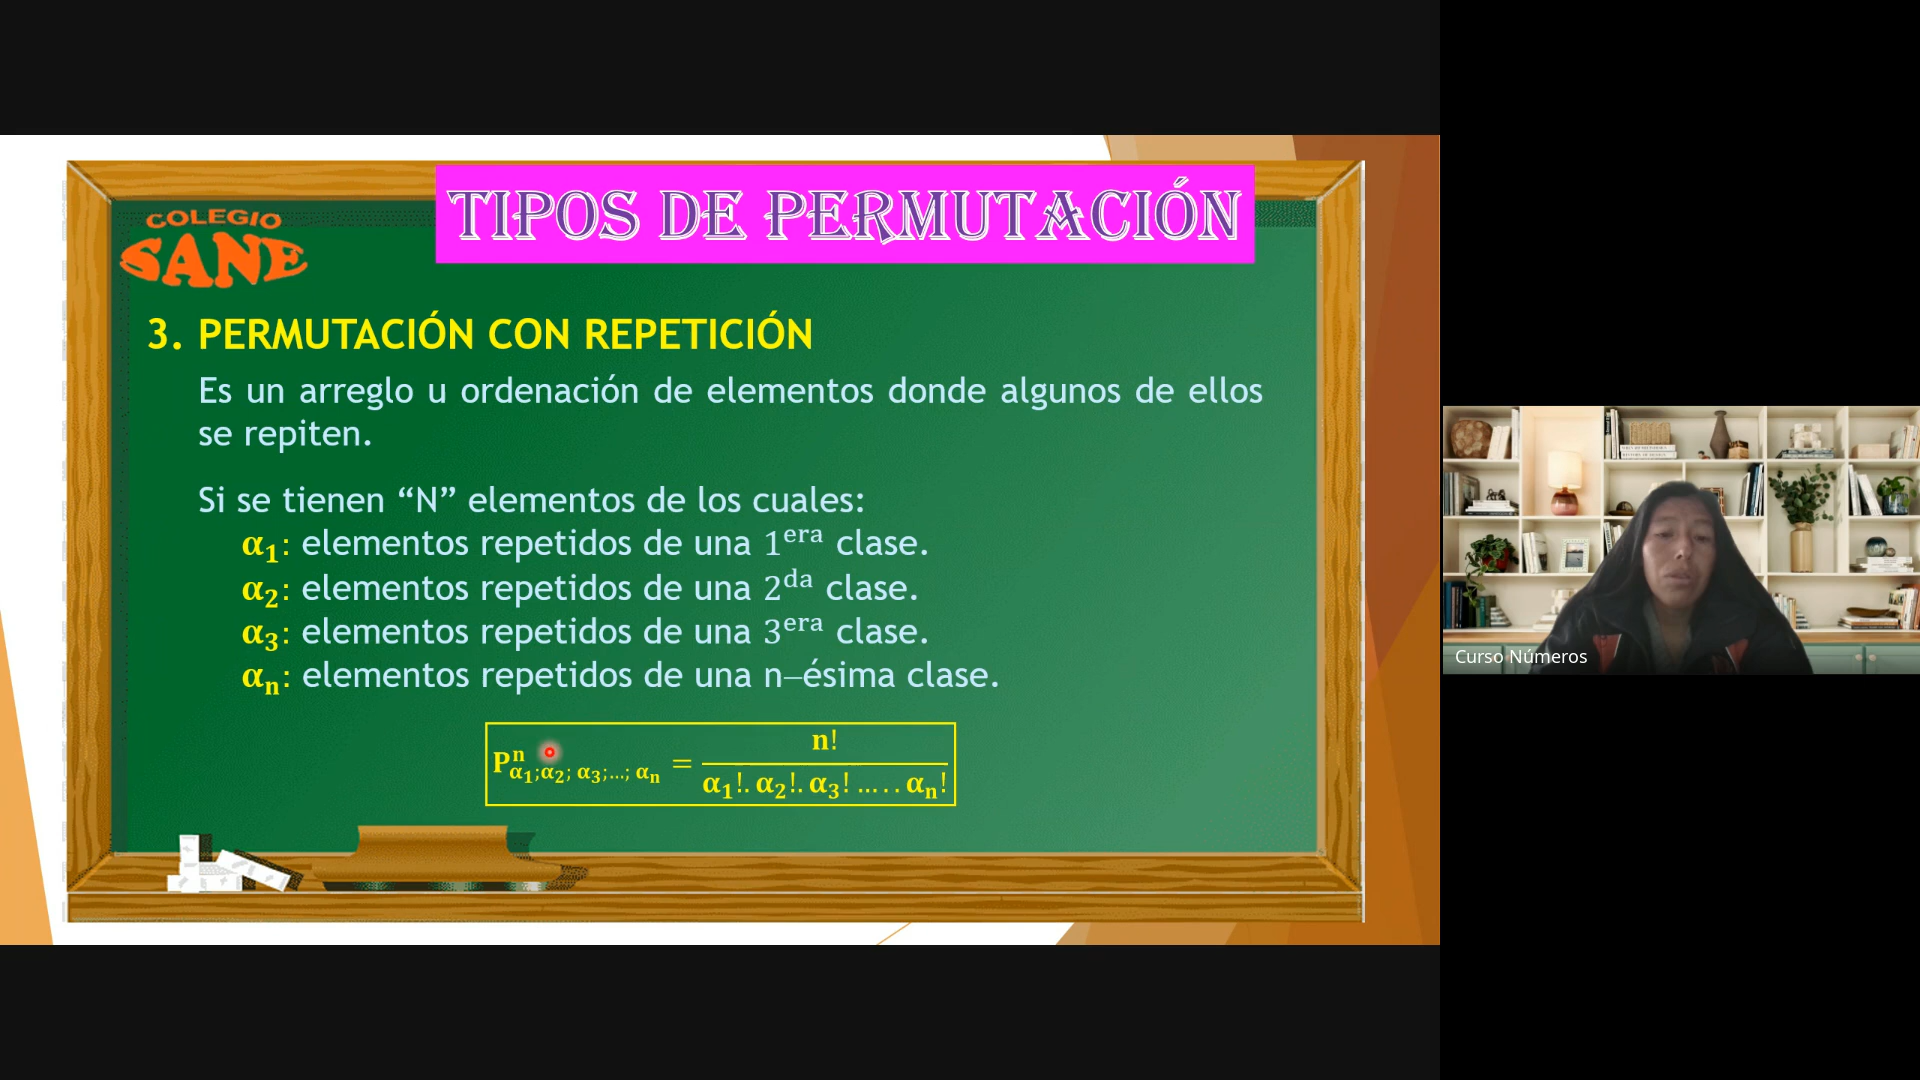 TIPOS DE PERMUTACIÓN
COLEGIO
SANE
3. PERMUTACIÓN CON REPETICIÓN
Es un arreglo u ordenación de elementos donde algunos de ellos
se repiten.
Si se tienen “N” elementos de los cuales:
α₁: elementos repetidos de una 1ᵉʳᵃ clase.
α₂: elementos repetidos de una 2ᵈᵃ clase.
α₃: elementos repetidos de una 3ᵉʳᵃ clase.
αₙ: elementos repetidos de una n–ésima clase.
P^n_{α₁;α₂; α₃;…; αₙ} = n! / α₁!. α₂!. α₃! ….. αₙ!
Curso Números